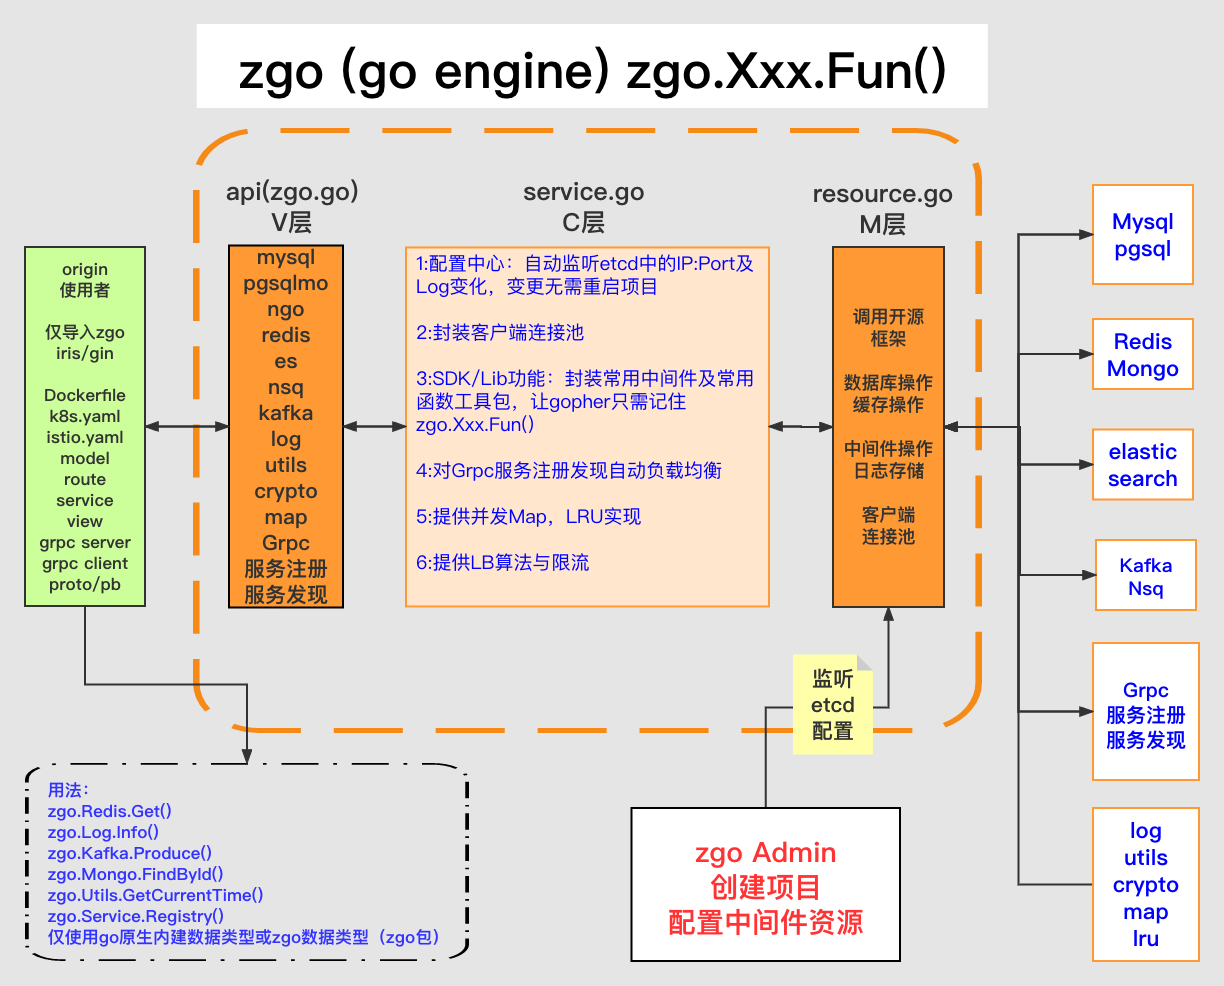 zgo (go engine) zgo.Xxx.Fun()
api(zgo.go)
V层
service.go
C层
resource.go
M层
origin
使用者
仅导入zgo
iris/gin
Dockerfile
k8s.yaml
istio.yaml
model
route
service
view
grpc server
grpc client
proto/pb
mysql
pgsqlmo
ngo
redis
es
nsq
kafka
log
utils
crypto
map
Grpc
服务注册
服务发现
1:配置中心：自动监听etcd中的IP:Port及
Log变化，变更无需重启项目
2:封装客户端连接池
3:SDK/Lib功能：封装常用中间件及常用
函数工具包，让gopher只需记住
zgo.Xxx.Fun()
4:对Grpc服务注册发现自动负载均衡
5:提供并发Map，LRU实现
6:提供LB算法与限流
调用开源
框架
数据库操作
缓存操作
中间件操作
日志存储
客户端
连接池
Mysql
pgsql
Redis
Mongo
elastic
search
Kafka
Nsq
Grpc
服务注册
服务发现
log
utils
crypto
map
lru
监听
etcd
配置
用法：
zgo.Redis.Get()
zgo.Log.Info()
zgo.Kafka.Produce()
zgo.Mongo.FindById()
zgo.Utils.GetCurrentTime()
zgo.Service.Registry()
仅使用go原生内建数据类型或zgo数据类型（zgo包）
zgo Admin
创建项目
配置中间件资源